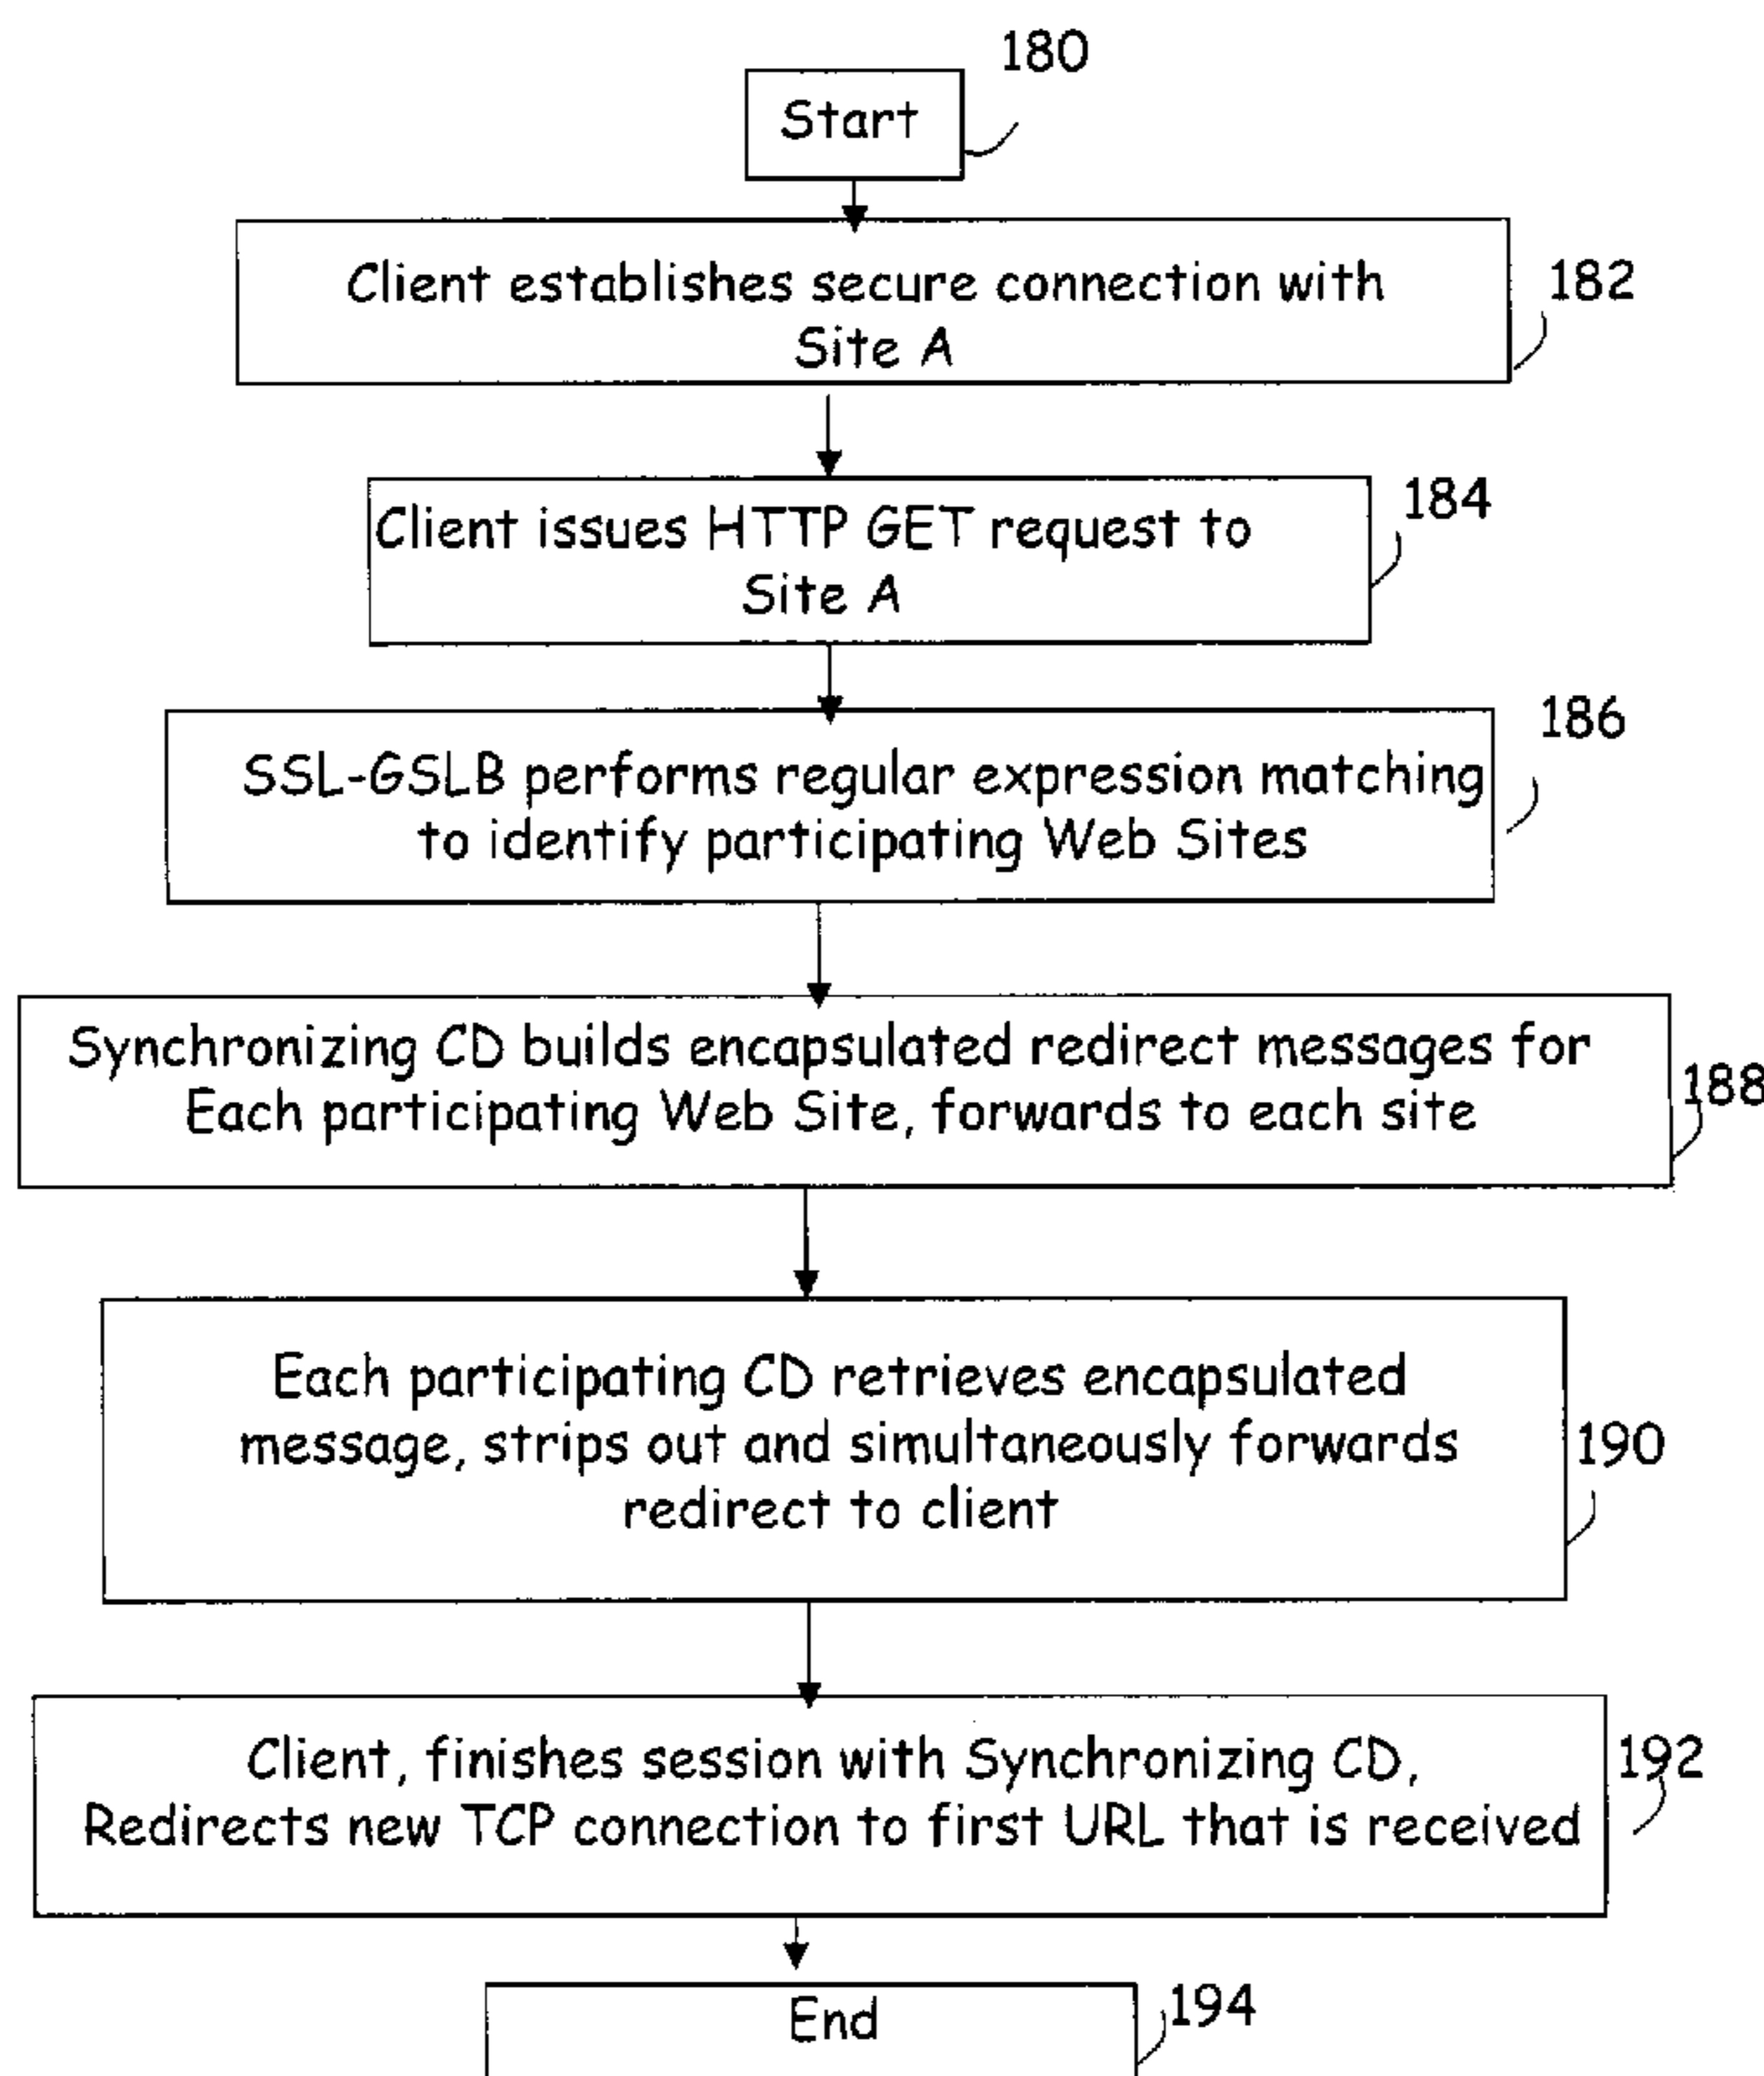 180
Start
Client establishes secure connection with
Site A
182
Client issues HTTP GET request to
Site A
184
SSL-GSLB performs regular expression matching
to identify participating Web Sites
186
Synchronizing CD builds encapsulated redirect messages for
Each participating Web Site, forwards to each site
188
Each participating CD retrieves encapsulated
message, strips out and simultaneously forwards
redirect to client
190
Client, finishes session with Synchronizing CD,
Redirects new TCP connection to first URL that is received
192
End
194